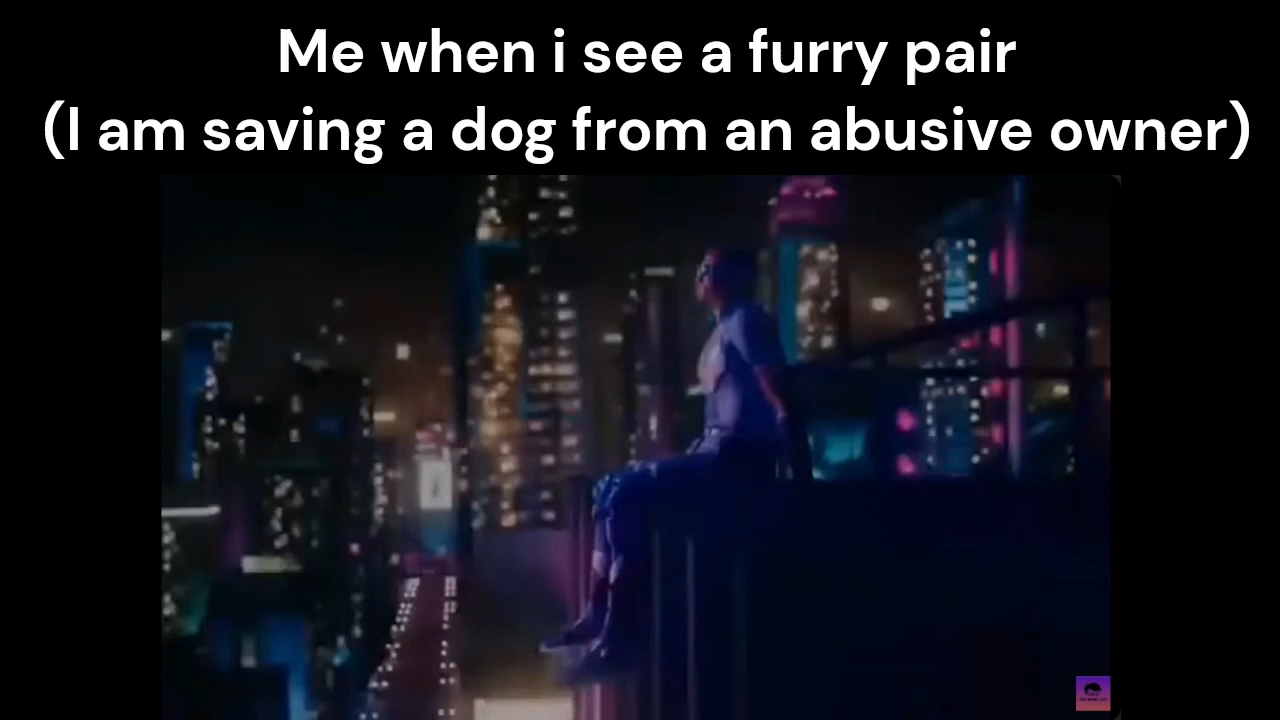 Me when i see a furry pair
(I am saving a dog from an abusive owner)